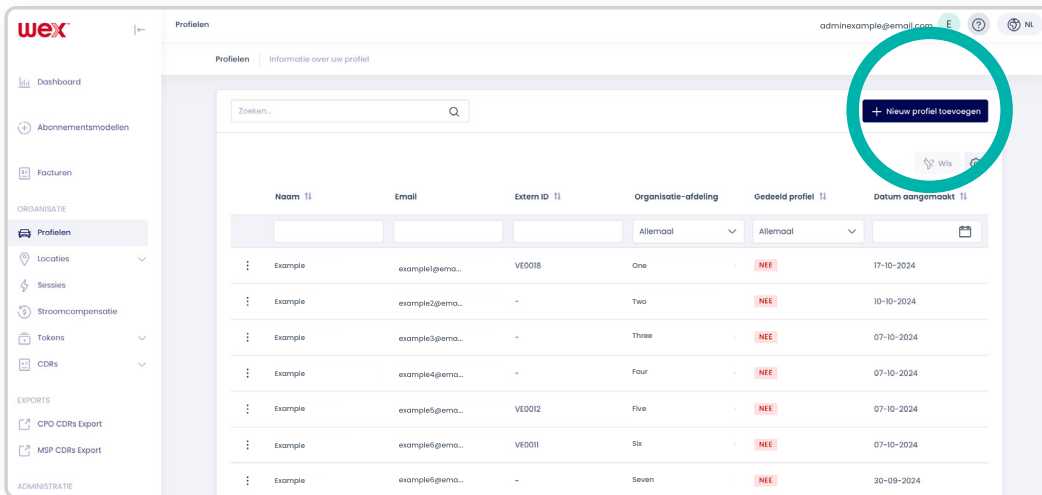 wex
Profielen
adminexample@email.com E ? NL
Profielen Informatie over uw profiel
Dashboard
Abonnementsmodellen
Facturen
ORGANISATIE
Profielen
Locaties
Sessies
Stroomcompensatie
Tokens
CDRs
EXPORTS
CPO CDRs Export
MSP CDRs Export
ADMINISTRATIE
Zoeken..
+ Nieuw profiel toevoegen
Wis
Naam Email Extern ID Organisatie-afdeling Gedeeld profiel Datum aangemaakt
Allemaal Allemaal
Example example1@ema... VE0018 One NEE 17-10-2024
Example example2@ema... - Two NEE 10-10-2024
Example example3@ema... - Three NEE 07-10-2024
Example example4@ema... - Four NEE 07-10-2024
Example example5@ema... VE0012 Five NEE 07-10-2024
Example example6@ema... VE0011 Six NEE 07-10-2024
Example example6@ema... - Seven NEE 30-09-2024